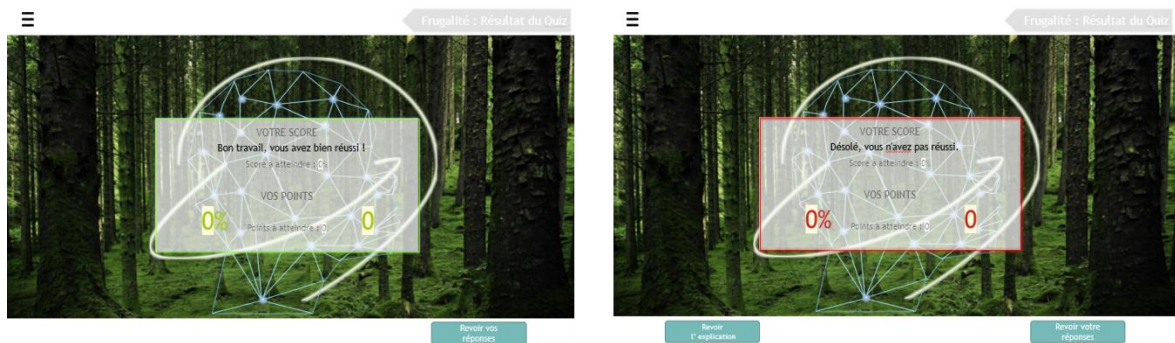 Frugalité : Résultat du Quiz
VOTRE SCORE
Bon travail, vous avez bien réussi !
Score à atteindre : 0%
VOS POINTS
0%
Points à atteindre : 0
0
Revoir vos
réponses
Frugalité : Résultat du Quiz
VOTRE SCORE
Désolé, vous n'avez pas réussi.
Score à atteindre : 0%
VOS POINTS
0%
Points à atteindre : 0
0
Revoir
l' explication
Revoir votre
réponses